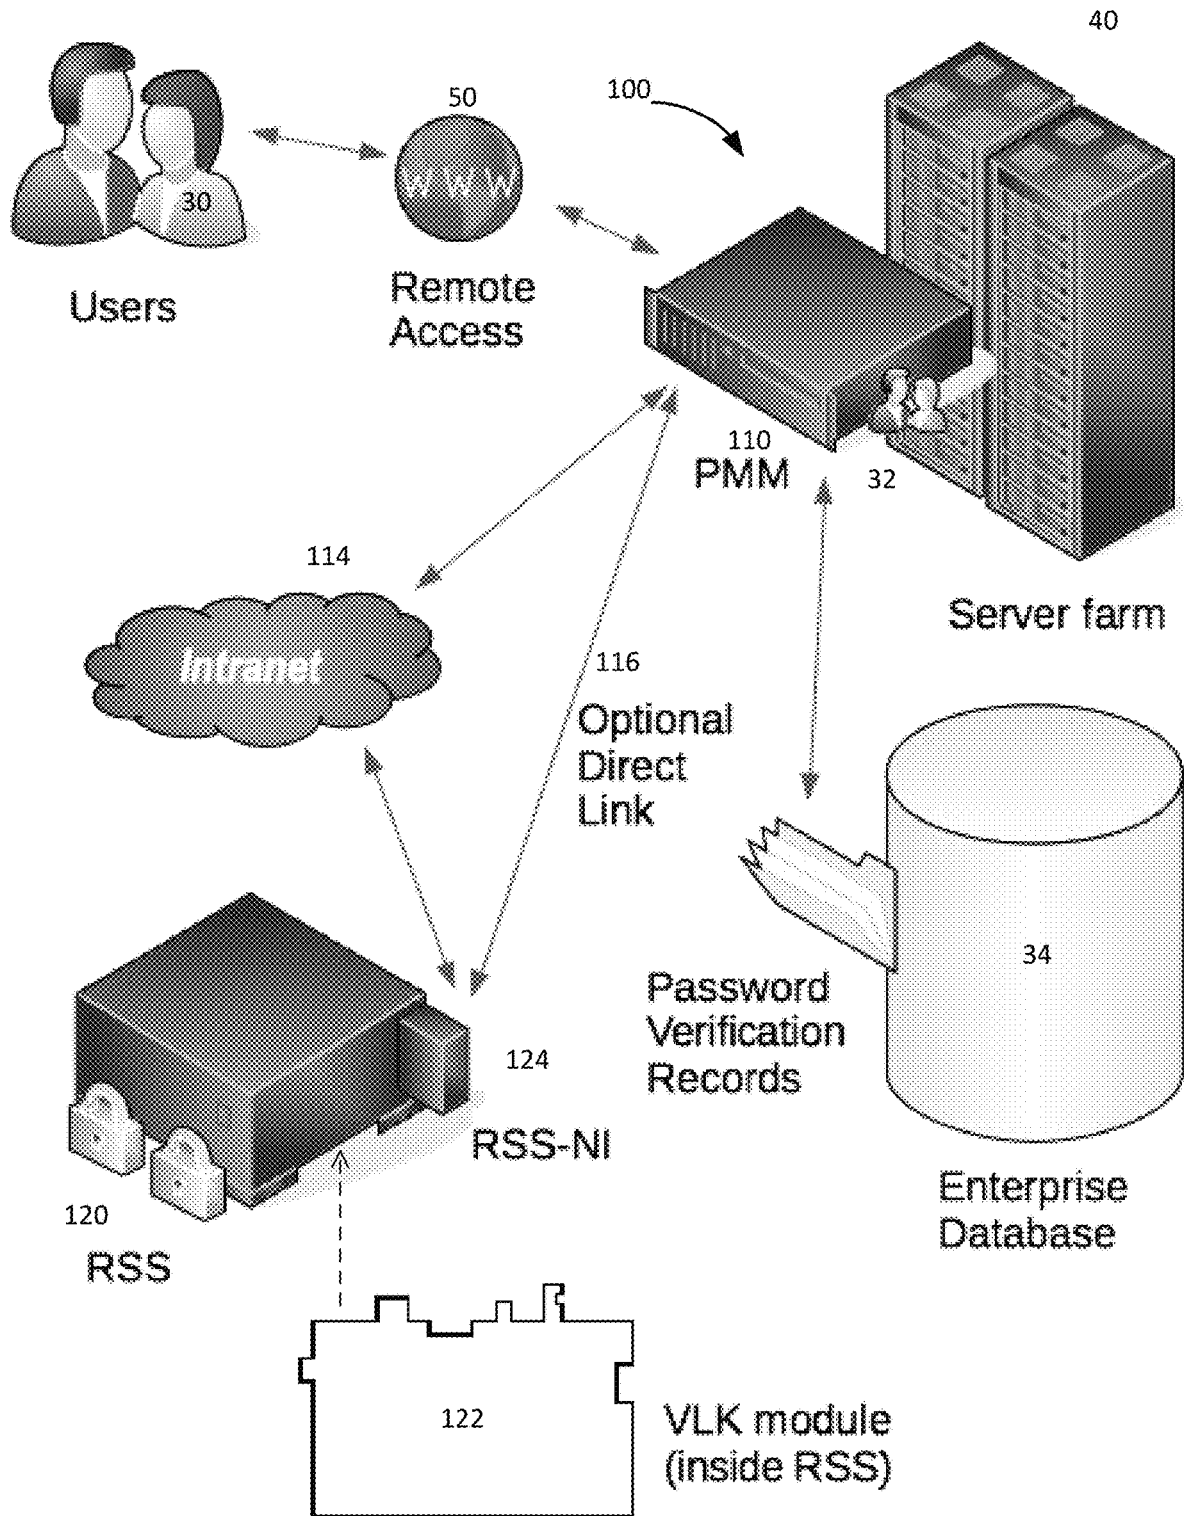 40
50
100
W W W
30
Users
Remote
Access
110
PMM
32
Server farm
114
Intranet
116
Optional
Direct
Link
34
Password
Verification
Records
124
RSS-NI
120
RSS
Enterprise
Database
122
VLK module
(inside RSS)